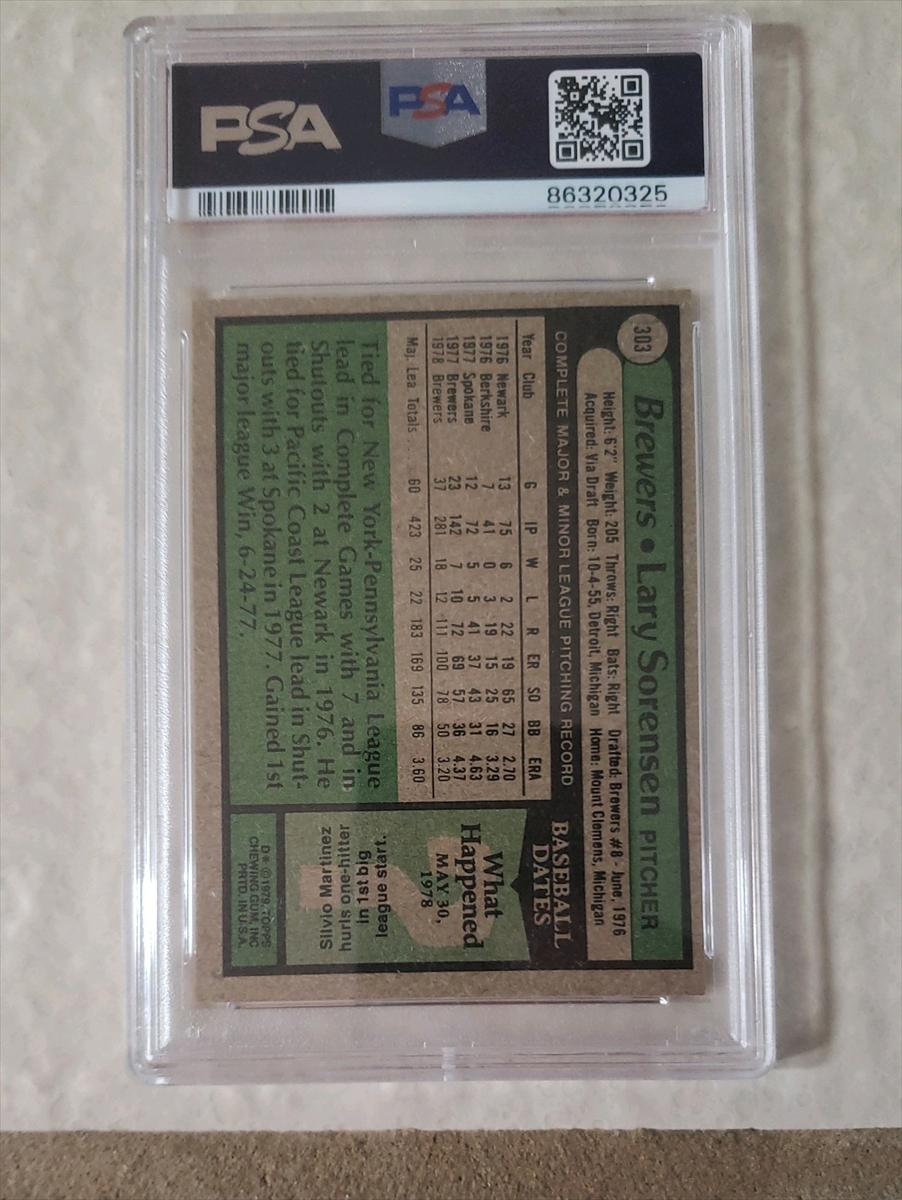 PSA
PSA
86320325
303
Brewers • Lary Sorensen PITCHER
Height: 6'2" Weight: 205 Throws: Right Bats: Right Drafted: Brewers #8 - June, 1976
Acquired: Via Draft Born: 10-4-55, Detroit, Michigan Home: Mount Clemens, Michigan
COMPLETE MAJOR & MINOR LEAGUE PITCHING RECORD
Year Club G IP W L R ER SO BB ERA
1976 Newark 13 75 6 2 22 19 65 27 2.70
1976 Berkshire 7 41 0 3 19 15 25 16 3.29
1977 Spokane 12 72 5 5 41 37 43 31 4.63
1977 Brewers 23 142 7 10 72 69 57 36 4.37
1978 Brewers 37 281 18 12 111 100 78 50 3.20
Maj. Lea. Totals 60 423 25 22 183 169 135 86 3.60
Tied for New York-Pennsylvania League
lead in Complete Games with 7 and in
Shutouts with 2 at Newark in 1976. He
tied for Pacific Coast League lead in Shut-
outs with 3 at Spokane in 1977. Gained 1st
major league Win, 6-24-77.
BASEBALL
DATES
What
Happened
MAY 30,
1978
?
Silvio Martinez
hurls one-hitter
in 1st big
league start.
D* © 1979, TOPPS
CHEWING GUM, INC
PRTD. IN U.S.A.